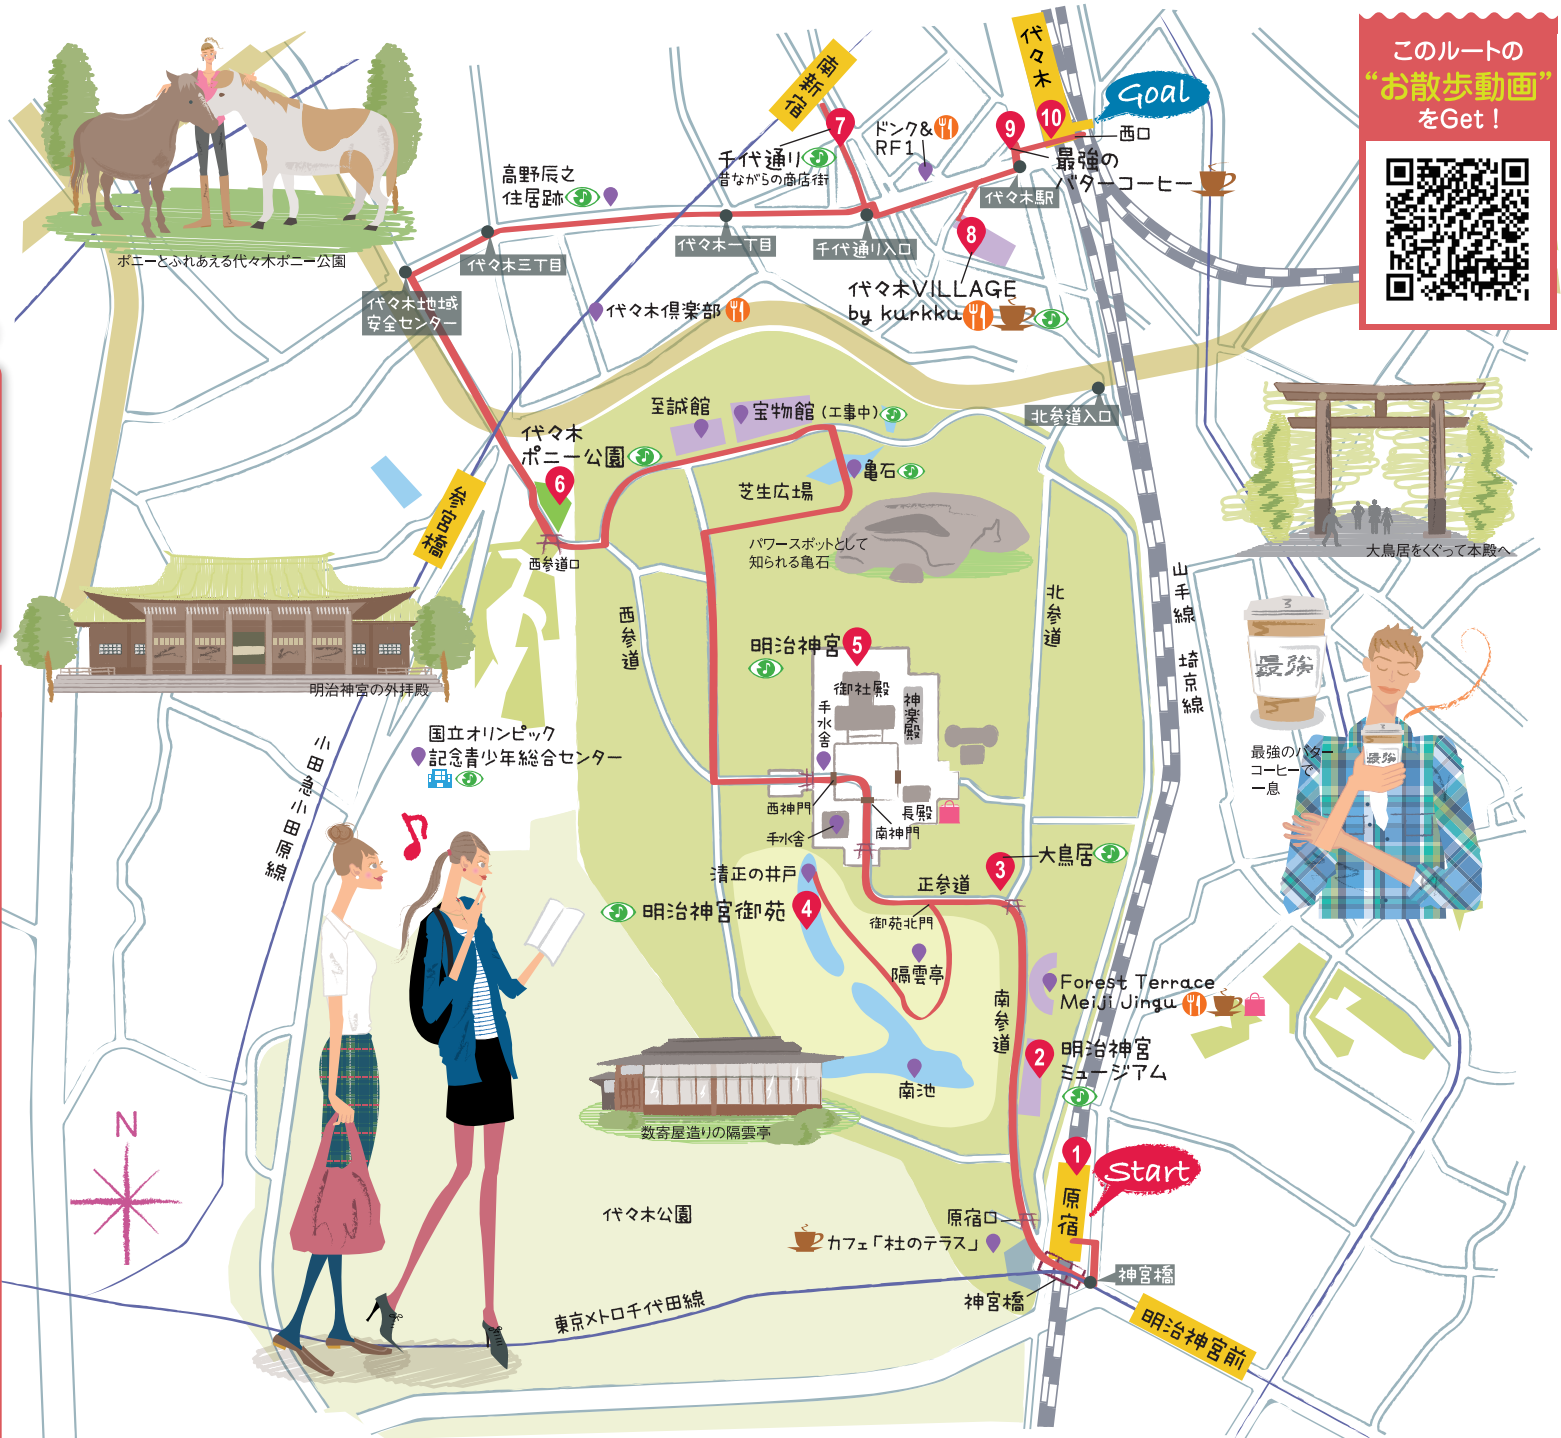 このルートの
“お散歩動画”
をGet！
代々木
Goal
南新宿
7
千代通り
昔ながらの商店街
ドンク&
RF1
9
10
西口
最強の
バターコーヒー
代々木駅
高野辰之
住居跡
代々木三丁目
代々木一丁目
千代通り入口
8
代々木VILLAGE
by kurkku
ポニーとふれあえる代々木ポニー公園
代々木地域
安全センター
代々木倶楽部
北参道入口
至誠館
宝物館（工事中）
代々木
ポニー公園
6
亀石
芝生広場
参宮橋
西参道口
パワースポットとして
知られる亀石
大鳥居をくぐって本殿へ
西参道
北参道
山手線
埼京線
明治神宮
5
御社殿
神楽殿
手水舎
明治神宮の外拝殿
最強
最強
最強のバター
コーヒーで
一息
国立オリンピック
記念青少年総合センター
小田急小田原線
西神門
長殿
南神門
手水舎
清正の井戸
3
大鳥居
正参道
明治神宮御苑
4
御苑北門
隔雲亭
南参道
Forest Terrace
Meiji Jingu
2
明治神宮
ミュージアム
南池
数寄屋造りの隔雲亭
N
1
Start
原宿
代々木公園
原宿口
カフェ「杜のテラス」
神宮橋
神宮橋
東京メトロ千代田線
明治神宮前